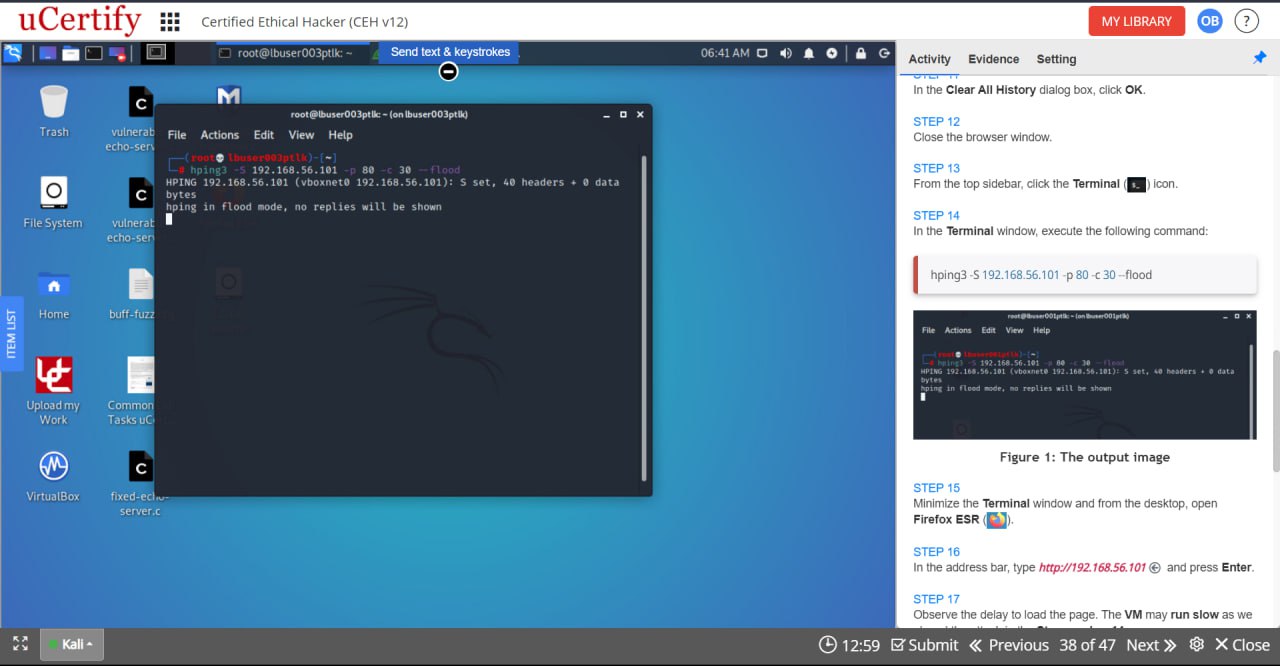 uCertify
Certified Ethical Hacker (CEH v12)
MY LIBRARY
OB
?
root@lbuser003ptlk: ~
Send text & keystrokes
06:41 AM
Activity
Evidence
Setting
Trash
vulnerab
echo-serv
File System
vulnerab
echo-serv
Home
buff-fuzz
Upload my
Work
Common
Tasks uCe
VirtualBox
fixed-echo-
server.c
ITEM LIST
root@lbuser003ptlk: ~ (on lbuser003ptlk)
File Actions Edit View Help
(root💀lbuser003ptlk)-[~]
# hping3 -S 192.168.56.101 -p 80 -c 30 --flood
HPING 192.168.56.101 (vboxnet0 192.168.56.101): S set, 40 headers + 0 data
bytes
hping in flood mode, no replies will be shown
STEP 11
In the Clear All History dialog box, click OK.
STEP 12
Close the browser window.
STEP 13
From the top sidebar, click the Terminal ( ) icon.
STEP 14
In the Terminal window, execute the following command:
hping3 -S 192.168.56.101 -p 80 -c 30 --flood
root@lbuser001ptlk: ~ (on lbuser001ptlk)
File Actions Edit View Help
(root💀lbuser001ptlk)-[~]
# hping3 -S 192.168.56.101 -p 80 -c 30 --flood
HPING 192.168.56.101 (vboxnet0 192.168.56.101): S set, 40 headers + 0 data
bytes
hping in flood mode, no replies will be shown
Figure 1: The output image
STEP 15
Minimize the Terminal window and from the desktop, open
Firefox ESR ( ).
STEP 16
In the address bar, type http://192.168.56.101 and press Enter.
STEP 17
Observe the delay to load the page. The VM may run slow as we
Kali
12:59
Submit
Previous
38 of 47
Next
Close